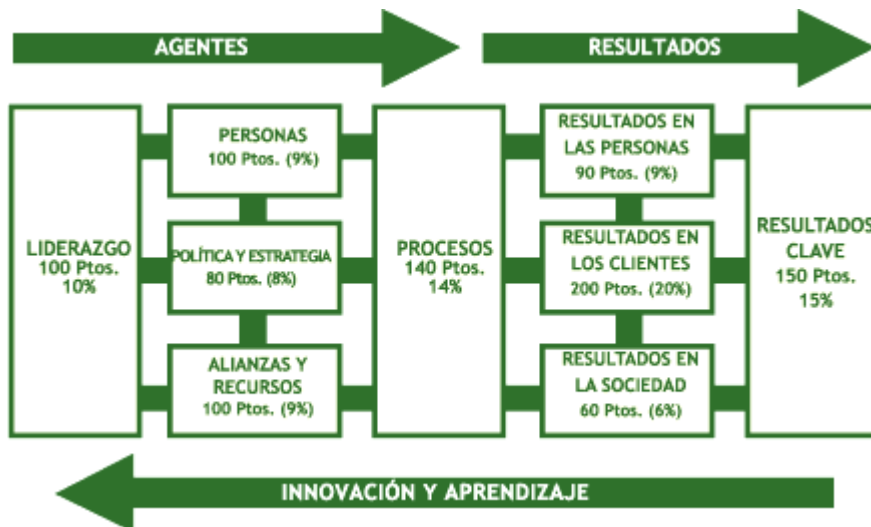 AGENTES
RESULTADOS
LIDERAZGO
100 Ptos.
10%
PERSONAS
100 Ptos. (9%)
POLÍTICA Y ESTRATEGIA
80 Ptos. (8%)
ALIANZAS Y
RECURSOS
100 Ptos. (9%)
PROCESOS
140 Ptos.
14%
RESULTADOS EN
LAS PERSONAS
90 Ptos. (9%)
RESULTADOS EN
LOS CLIENTES
200 Ptos. (20%)
RESULTADOS EN
LA SOCIEDAD
60 Ptos. (6%)
RESULTADOS
CLAVE
150 Ptos.
15%
INNOVACIÓN Y APRENDIZAJE